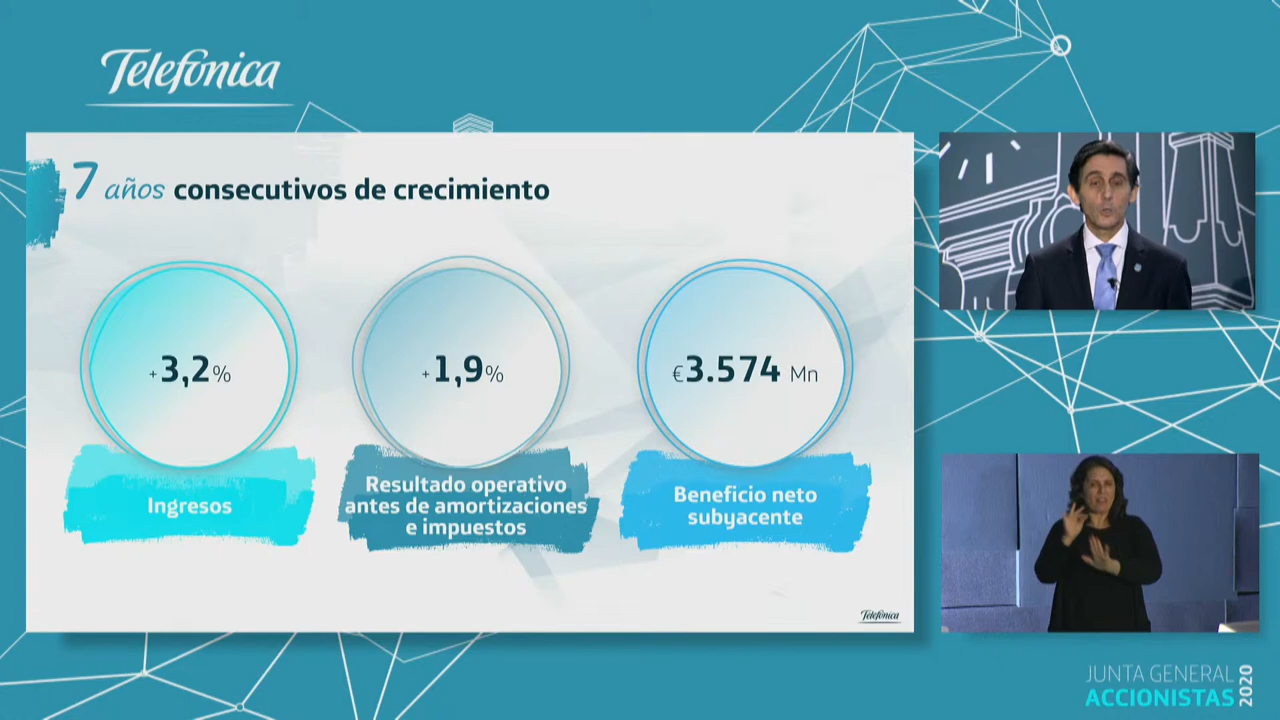 Telefónica
7 años consecutivos de crecimiento
+3,2%
Ingresos
+1,9%
Resultado operativo
antes de amortizaciones
e impuestos
€3.574 Mn
Beneficio neto
subyacente
Telefónica
JUNTA GENERAL
ACCIONISTAS
2020